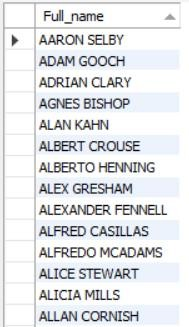 Full_name
AARON SELBY
ADAM GOOCH
ADRIAN CLARY
AGNES BISHOP
ALAN KAHN
ALBERT CROUSE
ALBERTO HENNING
ALEX GRESHAM
ALEXANDER FENNELL
ALFRED CASILLAS
ALFREDO MCADAMS
ALICE STEWART
ALICIA MILLS
ALLAN CORNISH